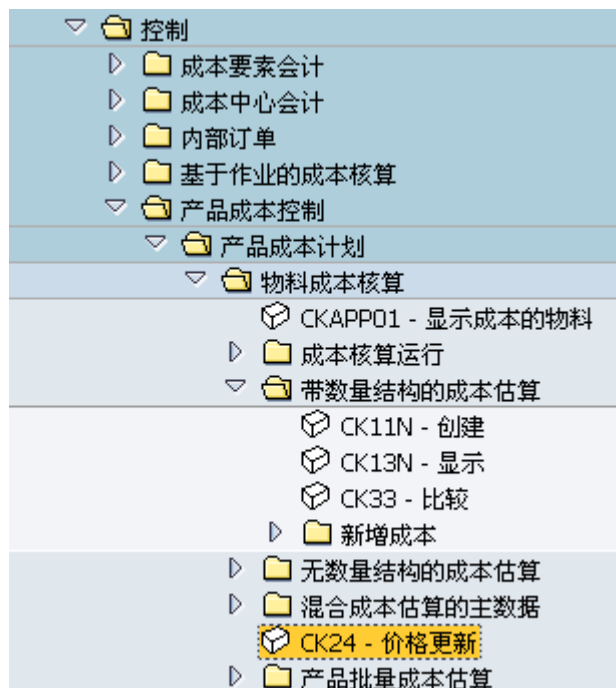 控制
成本要素会计
成本中心会计
内部订单
基于作业的成本核算
产品成本控制
产品成本计划
物料成本核算
CKAPP01 - 显示成本的物料
成本核算运行
带数量结构的成本估算
CK11N - 创建
CK13N - 显示
CK33 - 比较
新增成本
无数量结构的成本估算
混合成本估算的主数据
CK24 - 价格更新
产品批量成本估算